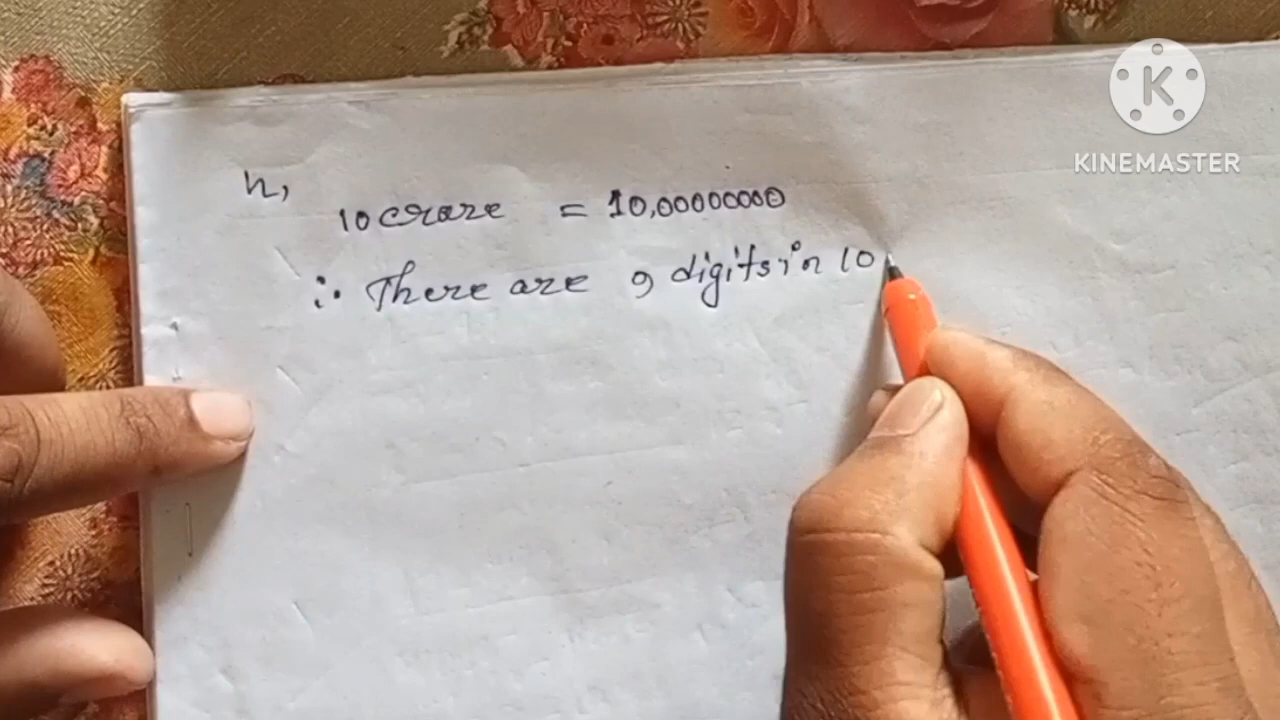 K
KINEMASTER
n,
10 crore = 10,00000000
∴ There are 9 digits in 10